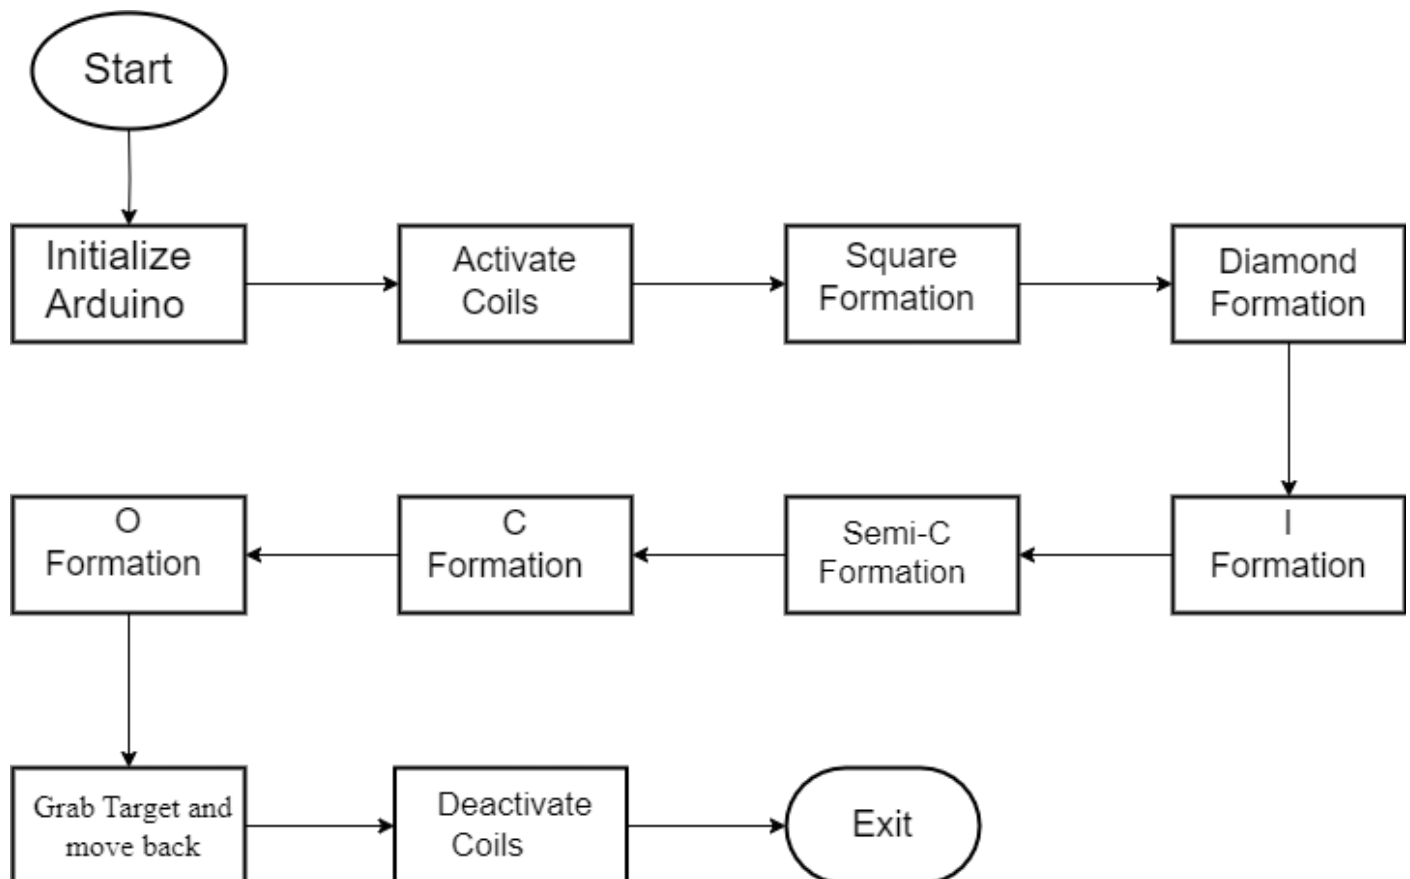 Start
Initialize
Arduino
Activate
Coils
Square
Formation
Diamond
Formation
I
Formation
Semi-C
Formation
C
Formation
O
Formation
Grab Target and
move back
Deactivate
Coils
Exit